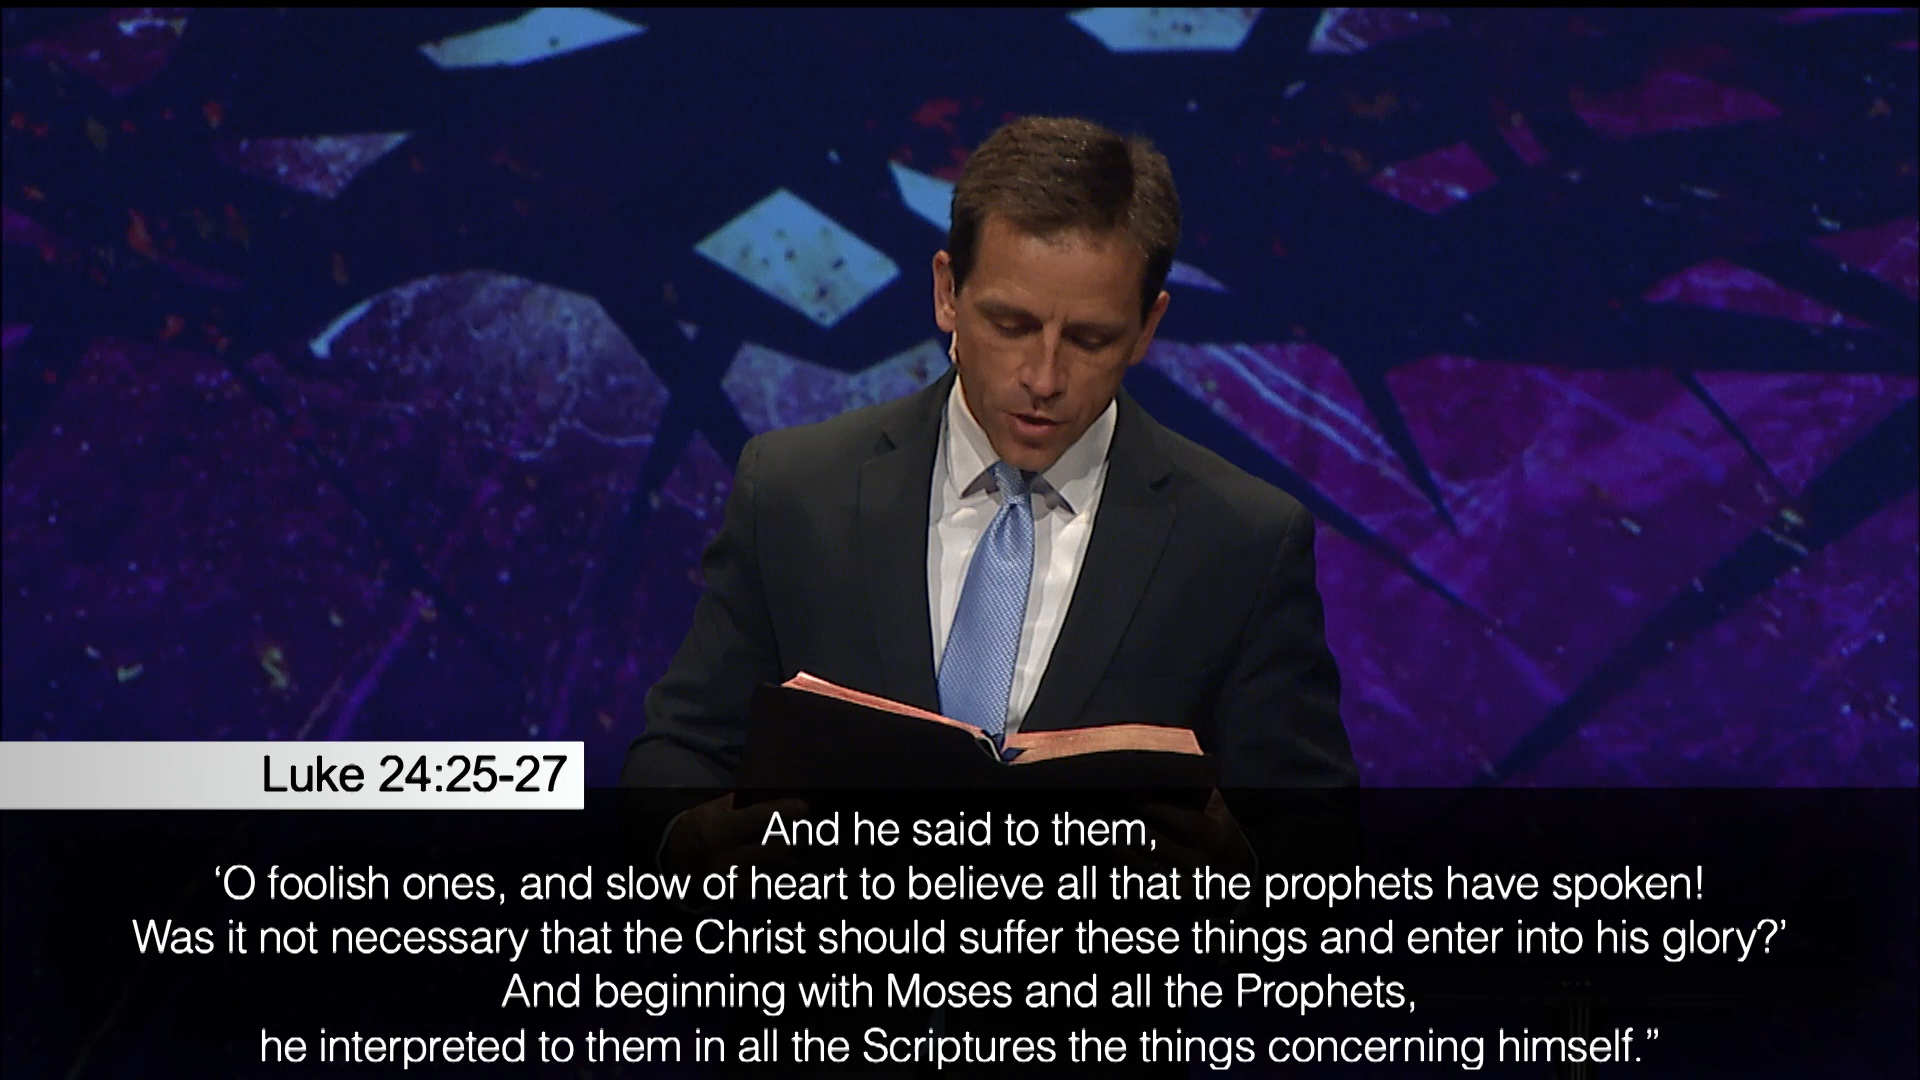 Luke 24:25-27
And he said to them,
‘O foolish ones, and slow of heart to believe all that the prophets have spoken!
Was it not necessary that the Christ should suffer these things and enter into his glory?’
And beginning with Moses and all the Prophets,
he interpreted to them in all the Scriptures the things concerning himself.”